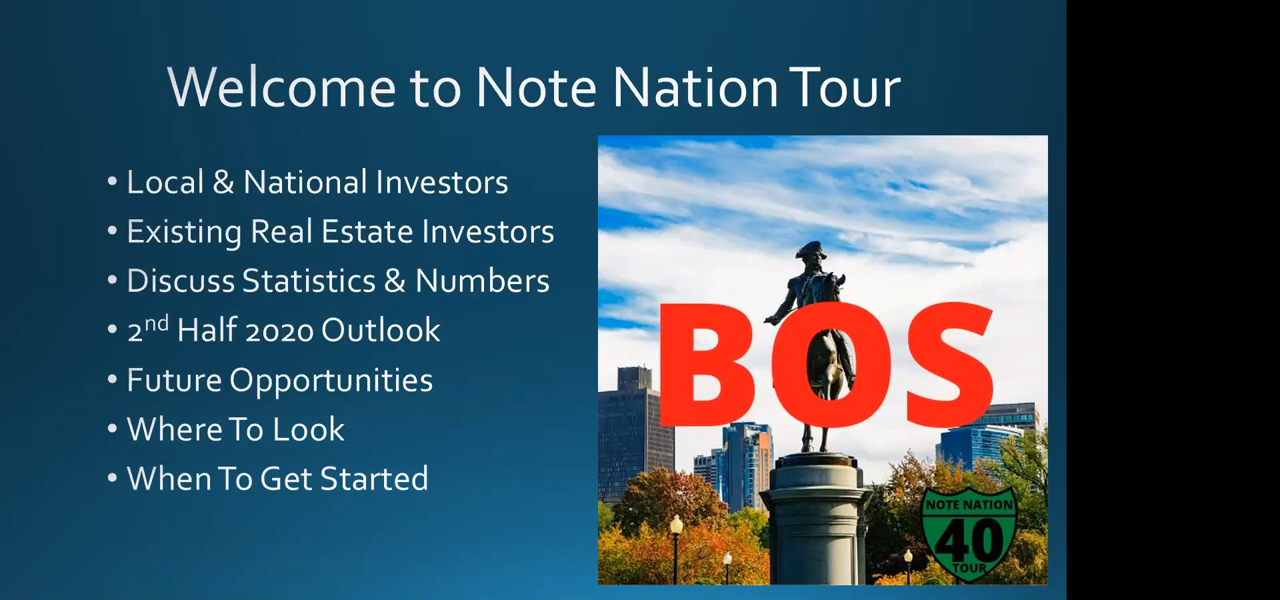 Welcome to Note Nation Tour
• Local & National Investors
• Existing Real Estate Investors
• Discuss Statistics & Numbers
• 2nd Half 2020 Outlook
• Future Opportunities
• Where To Look
• When To Get Started
BOS
NOTE NATION
40
TOUR